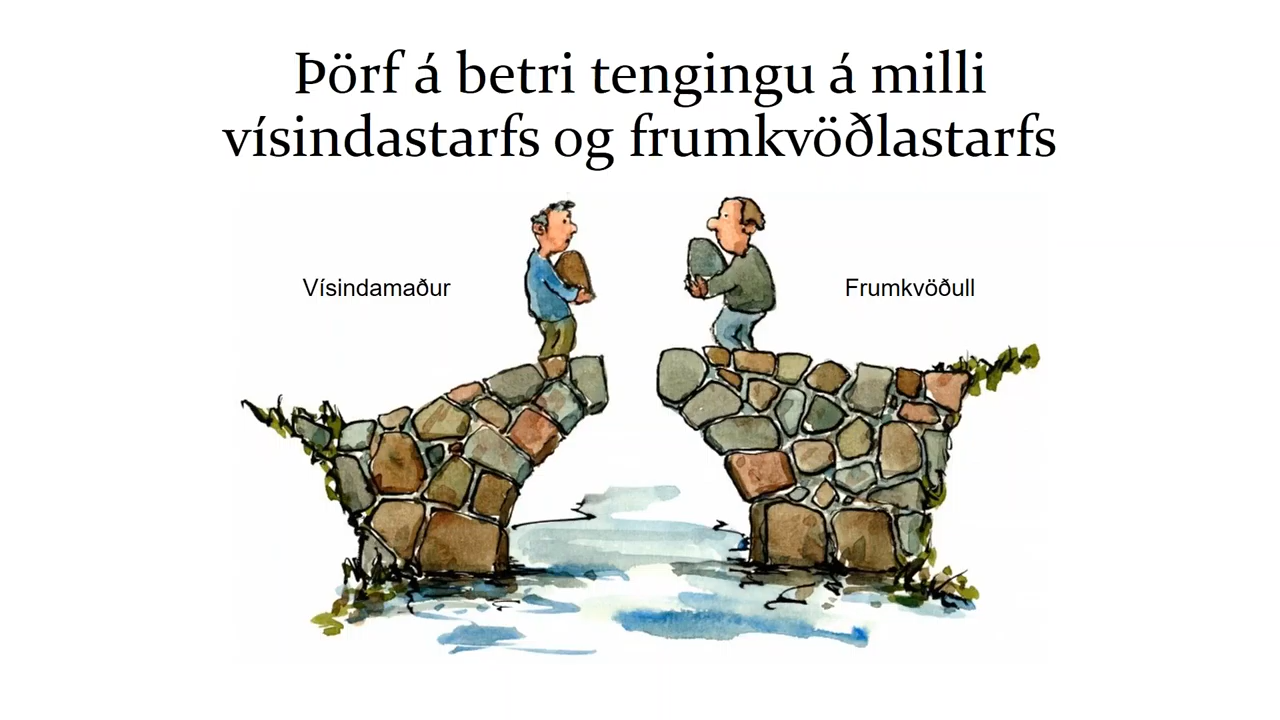 Þörf á betri tengingu á milli
vísindastarfs og frumkvöðlastarfs
Vísindamaður
Frumkvöðull